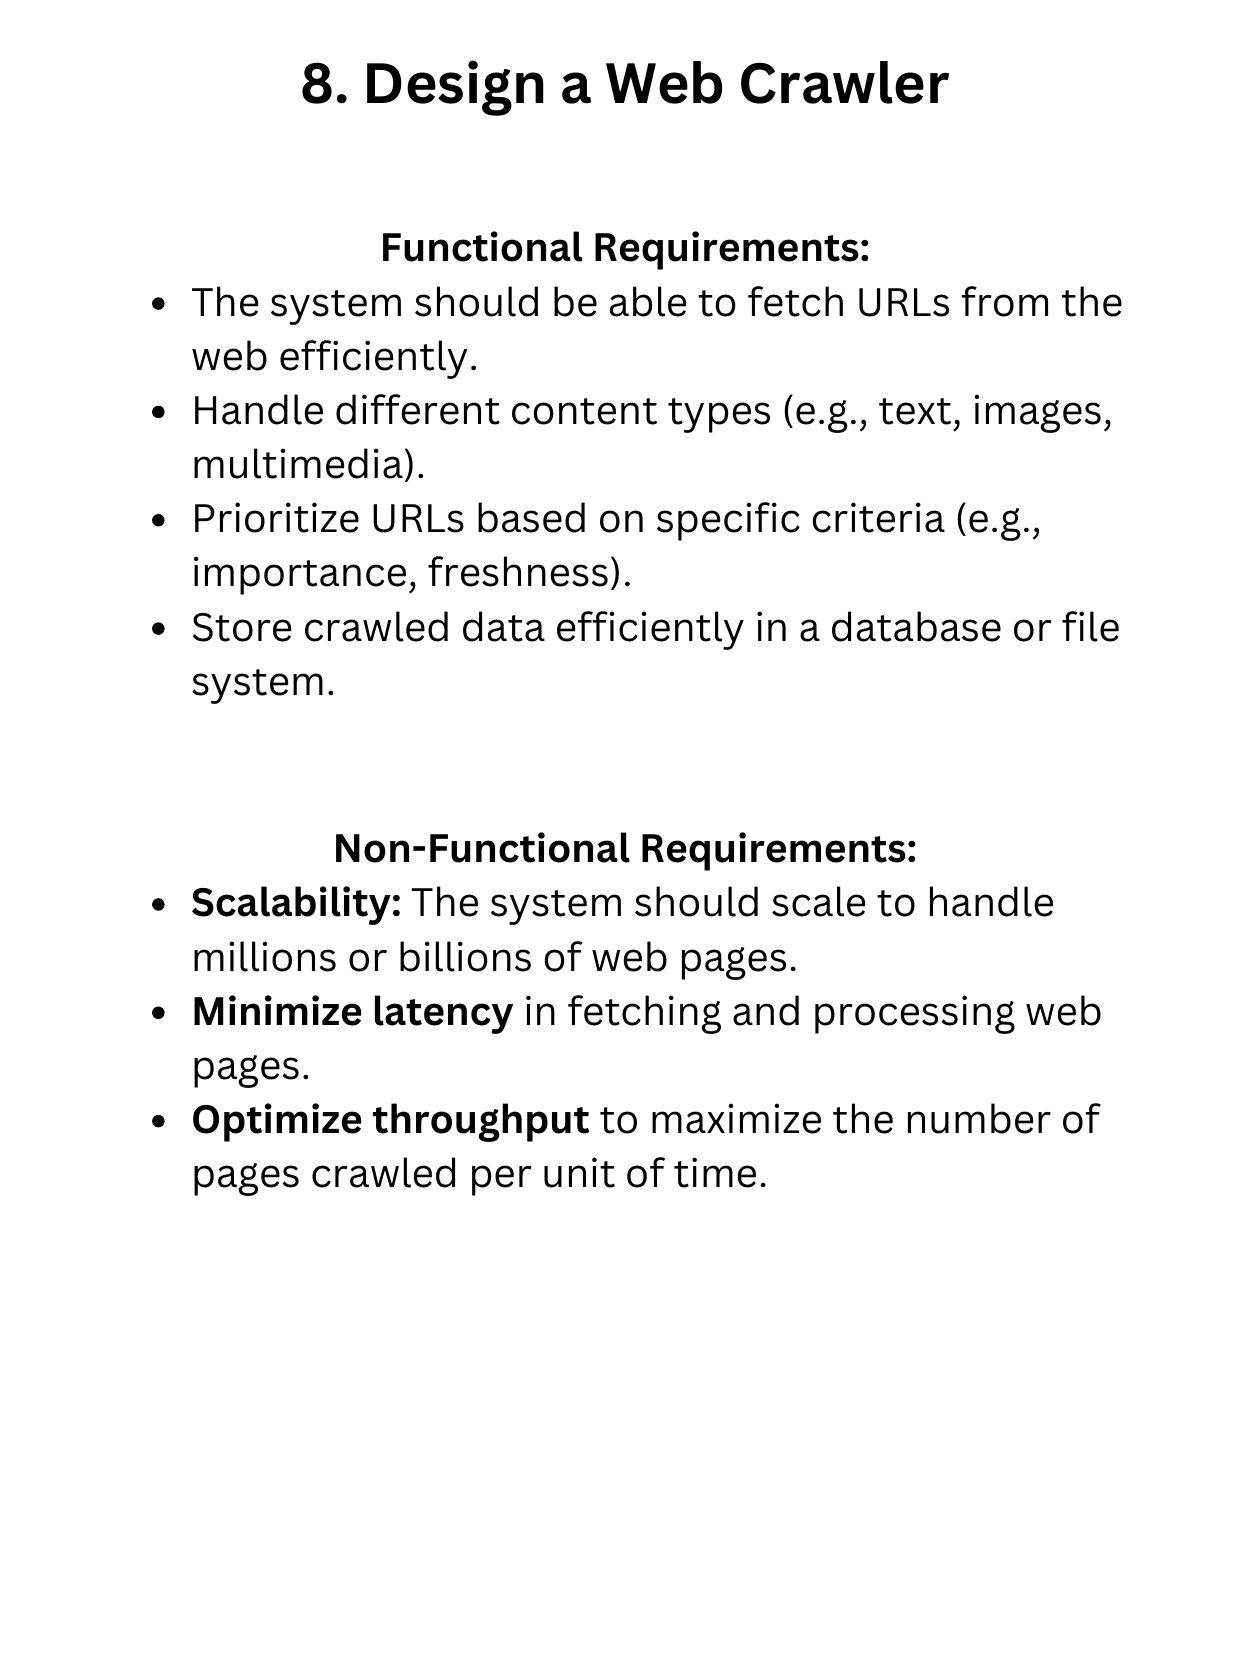 8. Design a Web Crawler
Functional Requirements:
• The system should be able to fetch URLs from the
web efficiently.
• Handle different content types (e.g., text, images,
multimedia).
• Prioritize URLs based on specific criteria (e.g.,
importance, freshness).
• Store crawled data efficiently in a database or file
system.
Non-Functional Requirements:
• Scalability: The system should scale to handle
millions or billions of web pages.
• Minimize latency in fetching and processing web
pages.
• Optimize throughput to maximize the number of
pages crawled per unit of time.